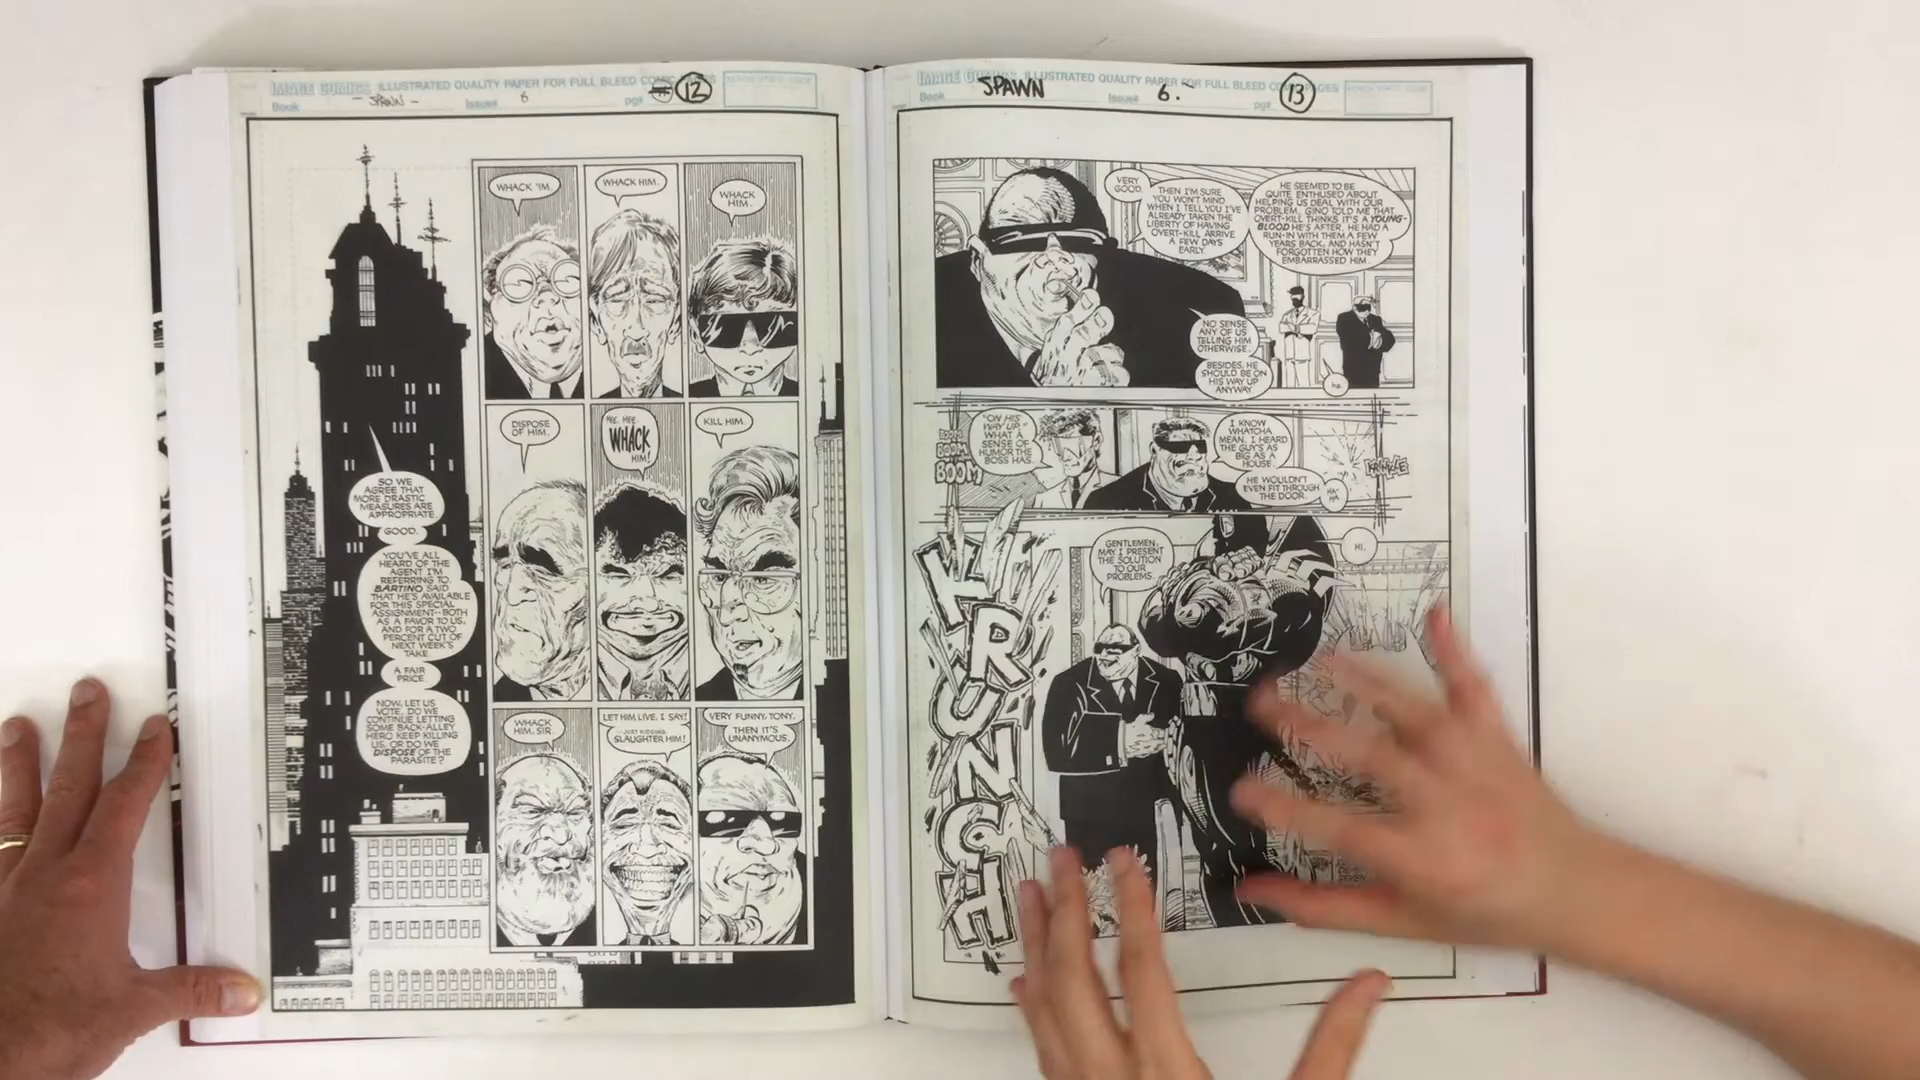 IMAGE COMICS ILLUSTRATED QUALITY PAPER FOR FULL BLEED COMIC PAGES
Book - SPAWN - Issue# 6 pg# 12
WHACK 'IM.
WHACK HIM.
WHACK
HIM.
DISPOSE
OF HIM.
HEE, HEE
WHACK
HIM!
KILL HIM.
SO WE
AGREE THAT
MORE DRASTIC
MEASURES ARE
APPROPRIATE.
GOOD.
YOU'VE ALL
HEARD OF THE
AGENT I'M
REFERRING TO.
BARTINO SAID
THAT HE'S AVAILABLE
FOR THIS SPECIAL
ASSIGNMENT--BOTH
AS A FAVOR TO US,
AND FOR A TWO
PERCENT CUT OF
NEXT WEEK'S
TAKE.
A FAIR
PRICE
NOW, LET US
VOTE. DO WE
CONTINUE LETTING
SOME BACK-ALLEY
HERO KEEP KILLING
US, OR DO WE
DISPOSE OF THE
PARASITE?
WHACK
HIM, SIR.
LET HIM LIVE, I SAY!
--JUST KIDDING.
SLAUGHTER HIM!
VERY FUNNY, TONY.
THEN IT'S
UNANYMOUS.
IMAGE COMICS ILLUSTRATED QUALITY PAPER FOR FULL BLEED COMIC PAGES
Book SPAWN Issue# 6. pg# 13
VERY
GOOD.
THEN I'M SURE
YOU WON'T MIND
WHEN I TELL YOU I'VE
ALREADY TAKEN THE
LIBERTY OF HAVING
OVERT-KILL ARRIVE
A FEW DAYS
EARLY.
HE SEEMED TO BE
QUITE ENTHUSED ABOUT
HELPING US DEAL WITH OUR
PROBLEM. GINO TOLD ME THAT
OVERT-KILL THINKS IT'S A YOUNG-
BLOOD HE'S AFTER. HE HAD A
RUN-IN WITH THEM A FEW
YEARS BACK, AND HASN'T
FORGOTTEN HOW THEY
EMBARRASSED HIM.
NO SENSE
ANY OF US
TELLING HIM
OTHERWISE.
BESIDES, HE
SHOULD BE ON
HIS WAY UP
ANYWAY.
ha.
BOOM
BOOM
BOOM
"ON HIS
WAY UP."
WHAT A
SENSE OF
HUMOR THE
BOSS HAS.
I KNOW
WHATCHA
MEAN. I HEARD
THE GUY'S AS
BIG AS A
HOUSE.
HE WOULDN'T
EVEN FIT THROUGH
THE DOOR.
HA-
HA.
KRINKLE
KRUNCH
GENTLEMEN,
MAY I PRESENT
THE SOLUTION
TO OUR
PROBLEMS.
HI.